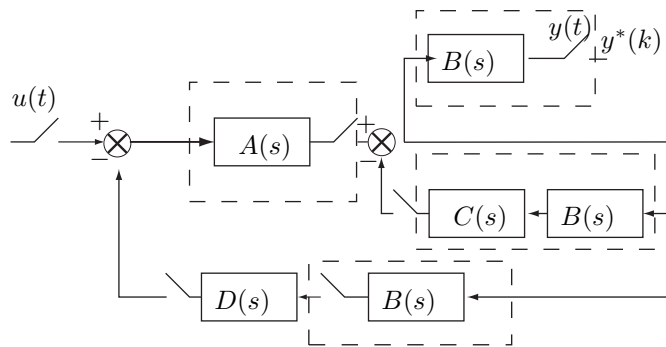 y(t)
y*(k)
B(s)
u(t)
+
−
A(s)
+
−
C(s)
B(s)
D(s)
B(s)